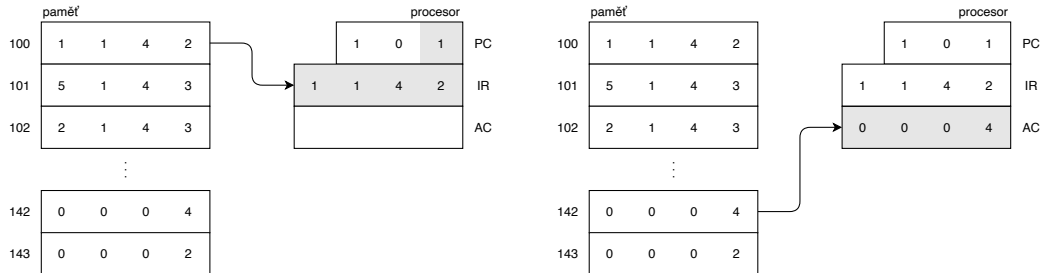 paměť procesor
100 1 1 4 2 1 0 1 PC
101 5 1 4 3 1 1 4 2 IR
102 2 1 4 3 AC
⋮
142 0 0 0 4
143 0 0 0 2
paměť procesor
100 1 1 4 2 1 0 1 PC
101 5 1 4 3 1 1 4 2 IR
102 2 1 4 3 0 0 0 4 AC
⋮
142 0 0 0 4
143 0 0 0 2